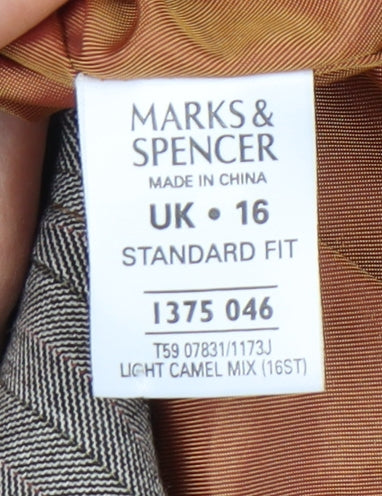 MARKS &
SPENCER
MADE IN CHINA
UK • 16
STANDARD FIT
1375 046
T59 07831/1173J
LIGHT CAMEL MIX (16ST)